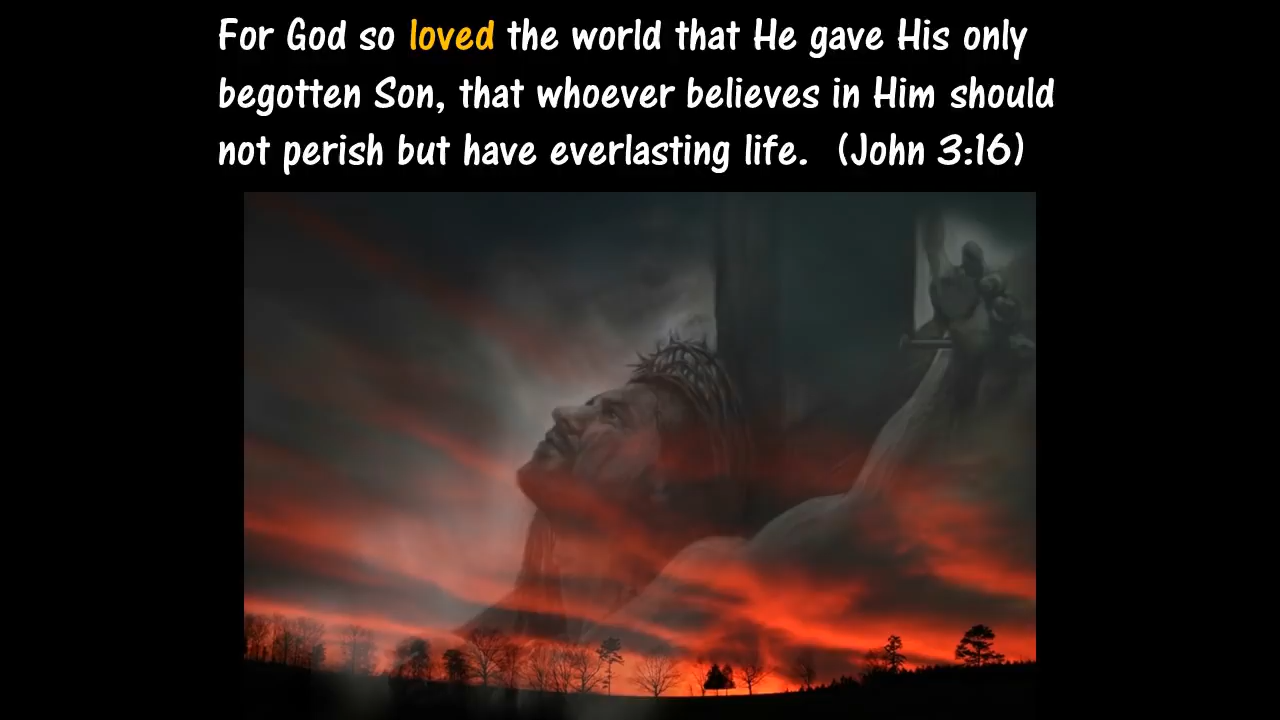 For God so loved the world that He gave His only
begotten Son, that whoever believes in Him should
not perish but have everlasting life.  (John 3:16)